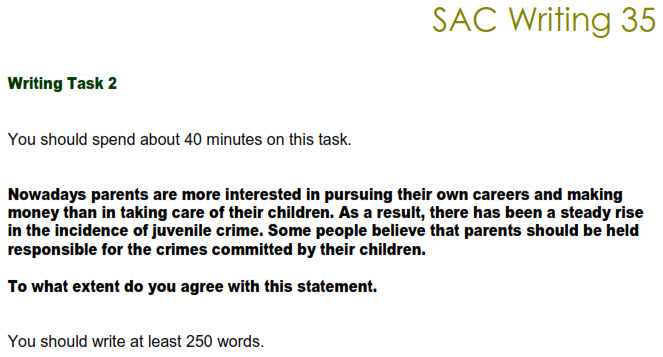 SAC Writing 35
Writing Task 2
You should spend about 40 minutes on this task.
Nowadays parents are more interested in pursuing their own careers and making
money than in taking care of their children. As a result, there has been a steady rise
in the incidence of juvenile crime. Some people believe that parents should be held
responsible for the crimes committed by their children.
To what extent do you agree with this statement.
You should write at least 250 words.